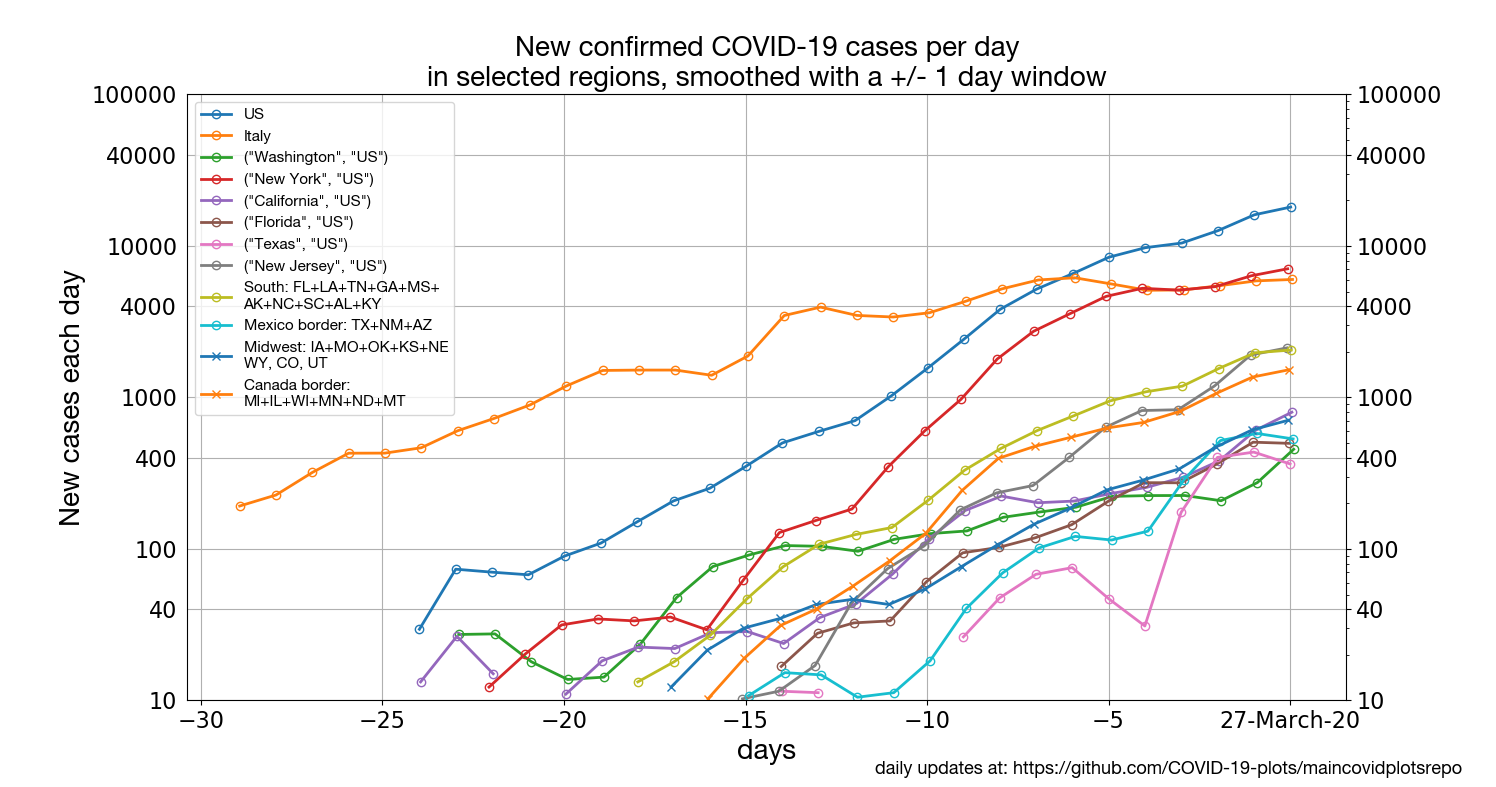 New confirmed COVID-19 cases per day
in selected regions, smoothed with a +/- 1 day window
100000
40000
10000
4000
1000
400
100
40
10
New cases each day
US
Italy
("Washington", "US")
("New York", "US")
("California", "US")
("Florida", "US")
("Texas", "US")
("New Jersey", "US")
South: FL+LA+TN+GA+MS+
AK+NC+SC+AL+KY
Mexico border: TX+NM+AZ
Midwest: IA+MO+OK+KS+NE
WY, CO, UT
Canada border:
MI+IL+WI+MN+ND+MT
100000
40000
10000
4000
1000
400
100
40
10
−30 −25 −20 −15 −10 −5 27-March-20
days
daily updates at: https://github.com/COVID-19-plots/maincovidplotsrepo